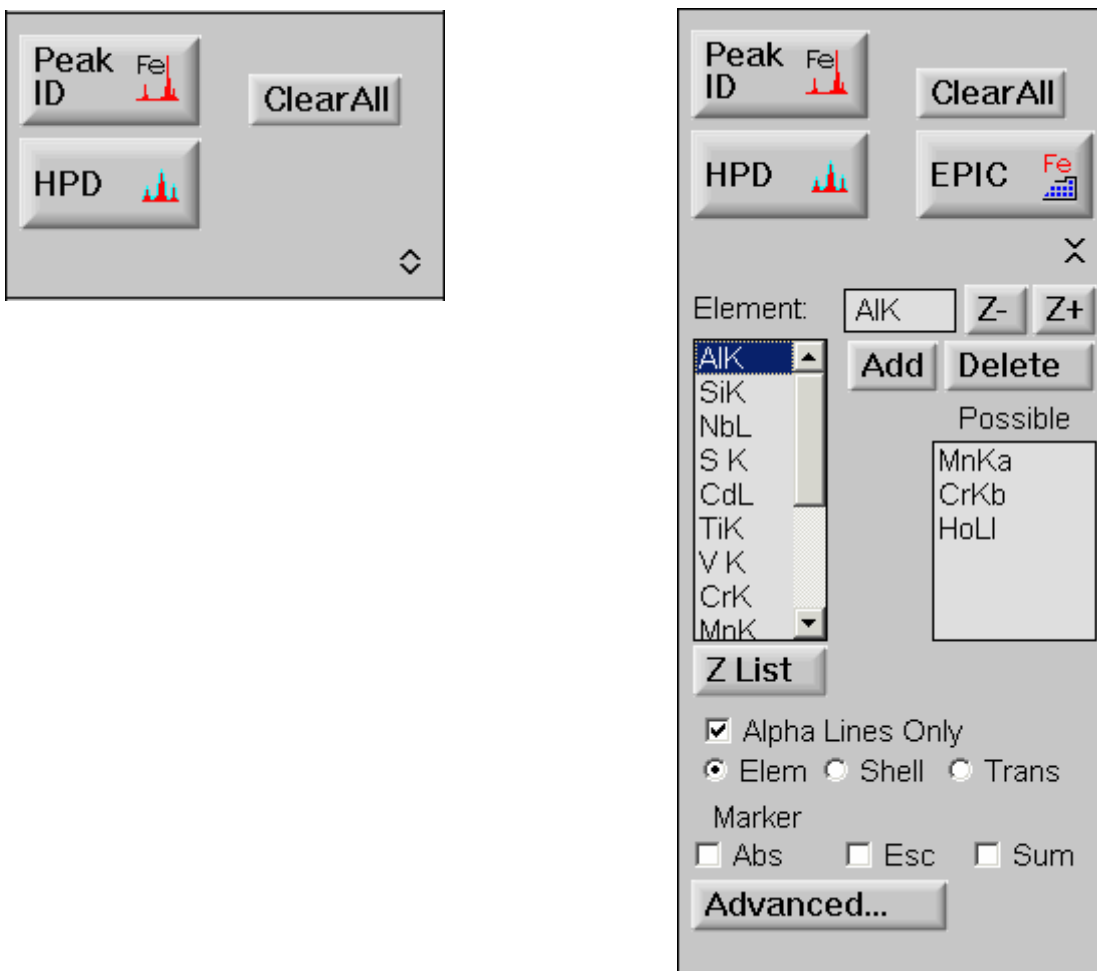 Peak ID Fe
ClearAll
HPD
Peak ID Fe
ClearAll
HPD
EPIC Fe
Element: AlK Z- Z+
AlK
SiK
NbL
S K
CdL
TiK
V K
CrK
MnK
Add Delete
Possible
MnKa
CrKb
HoLl
Z List
Alpha Lines Only
Elem Shell Trans
Marker
Abs Esc Sum
Advanced...